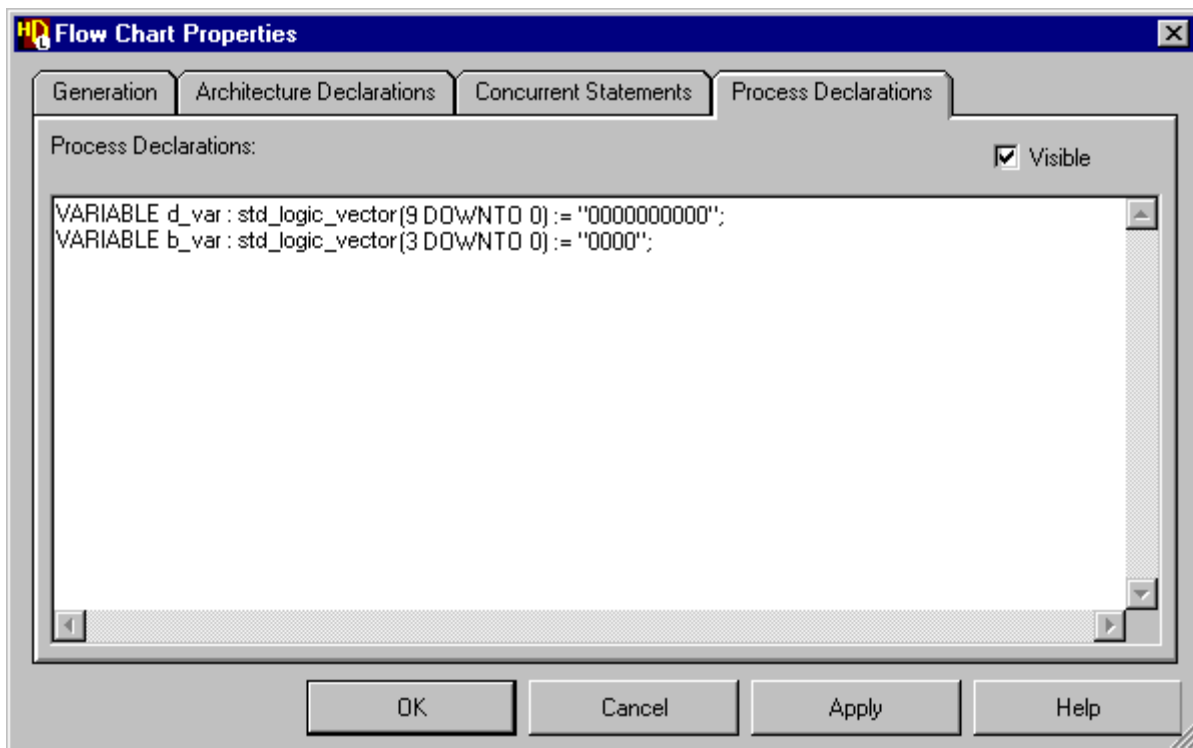 HDL Flow Chart Properties
Generation Architecture Declarations Concurrent Statements Process Declarations
Process Declarations: Visible
VARIABLE d_var : std_logic_vector(9 DOWNTO 0) := "0000000000";
VARIABLE b_var : std_logic_vector(3 DOWNTO 0) := "0000";
OK Cancel Apply Help